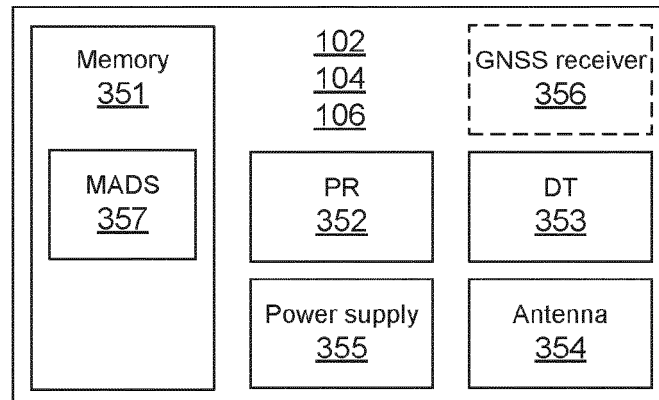 Memory
351
MADS
357
102
104
106
GNSS receiver
356
PR
352
DT
353
Power supply
355
Antenna
354